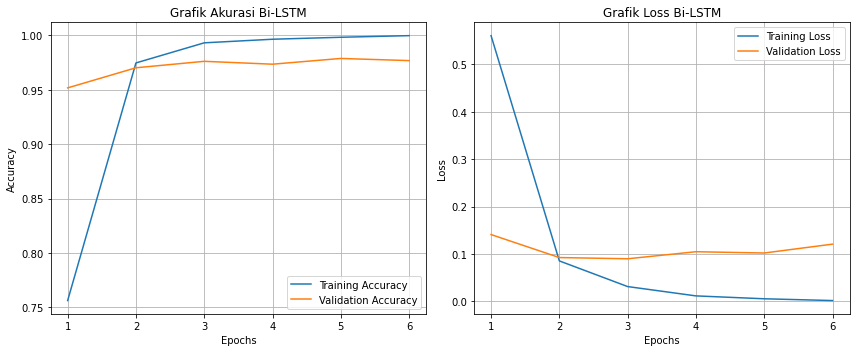 Grafik Akurasi Bi-LSTM
1.00
0.95
0.90
0.85
0.80
0.75
Accuracy
Training Accuracy
Validation Accuracy
1 2 3 4 5 6
Epochs
Grafik Loss Bi-LSTM
Training Loss
Validation Loss
0.5
0.4
0.3
0.2
0.1
0.0
Loss
1 2 3 4 5 6
Epochs